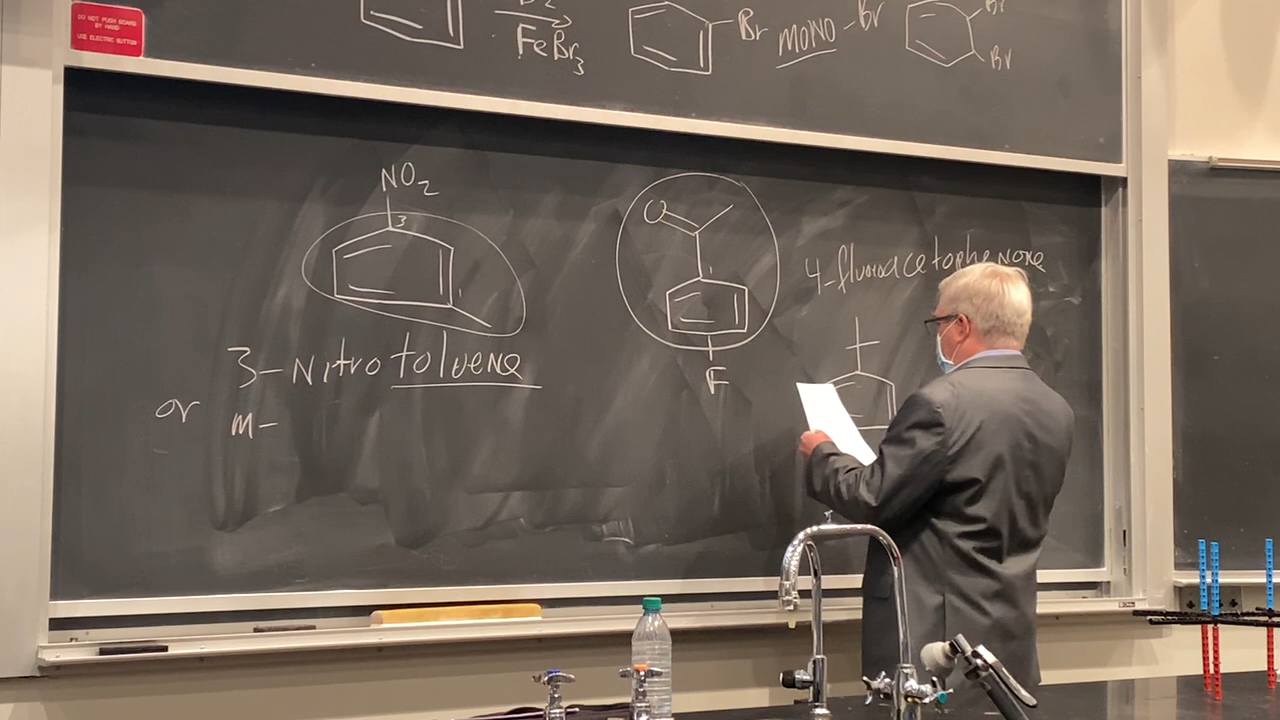 DO NOT PUSH BOARD
BY HAND
USE ELECTRIC BUTTON
FeBr3
Br
MONO-Br
Br
Br
NO2
3
O
4-fluoroacetophenone
F
3-Nitrotoluene
or m-